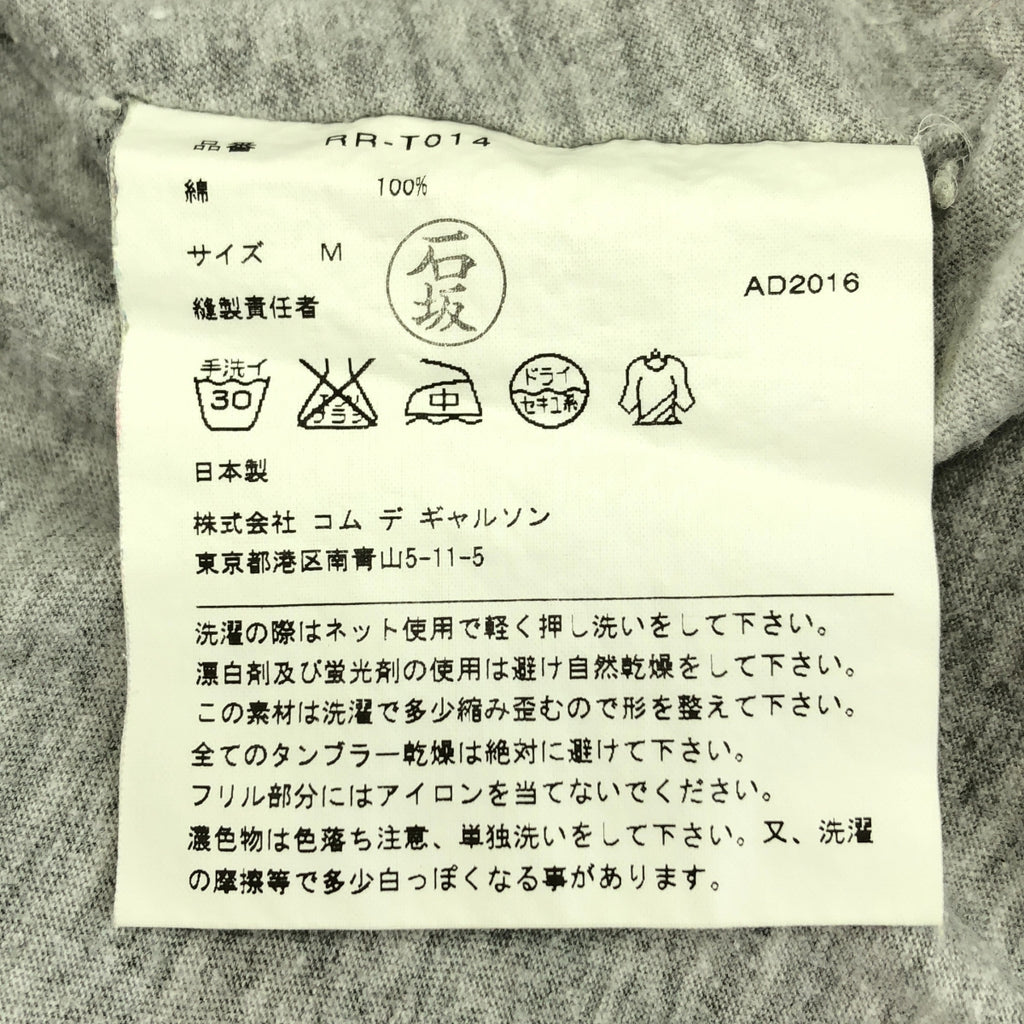 品番 RR-T014
綿 100%
サイズ M
石坂
AD2016
縫製責任者
手洗イ
30
エンソ
サラシ
中
ドライ
セキユ系
日本製
株式会社 コム デ ギャルソン
東京都港区南青山5-11-5
洗濯の際はネット使用で軽く押し洗いをして下さい。
漂白剤及び蛍光剤の使用は避け自然乾燥をして下さい。
この素材は洗濯で多少縮み歪むので形を整えて下さい。
全てのタンブラー乾燥は絶対に避けて下さい。
フリル部分にはアイロンを当てないでください。
濃色物は色落ち注意、単独洗いをして下さい。又、洗濯
の摩擦等で多少白っぽくなる事があります。